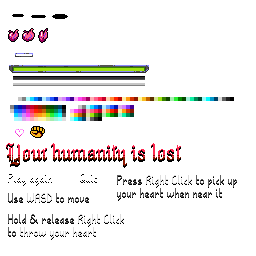 Your humanity is lost
Play again Quit
Press Right Click to pick up
your heart when near it
Use WASD to move
Hold & release Right Click
to throw your heart